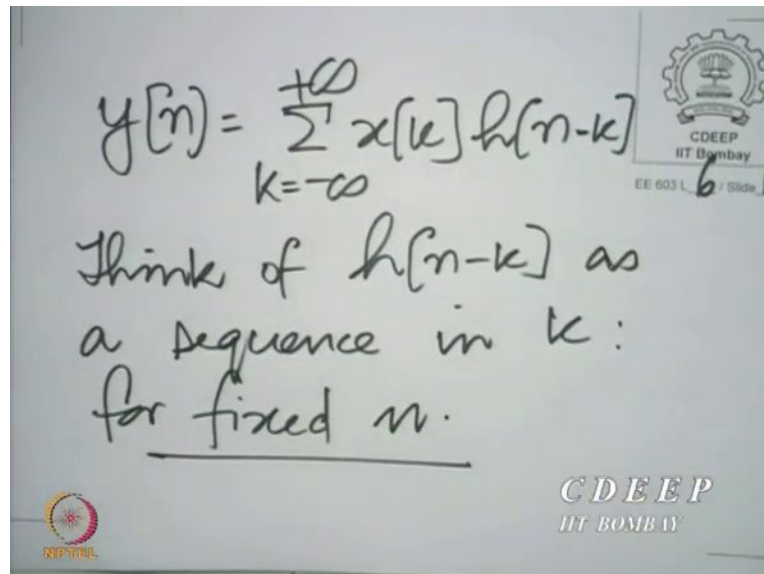 y[n] = +∞ Σ k=-∞ x[k] h[n-k]
CDEEP
IIT Bombay
EE 603 L 6 / Slide
Think of h[n-k] as
a sequence in k:
for fixed n.
CDEEP
IIT BOMBAY
NPTEL